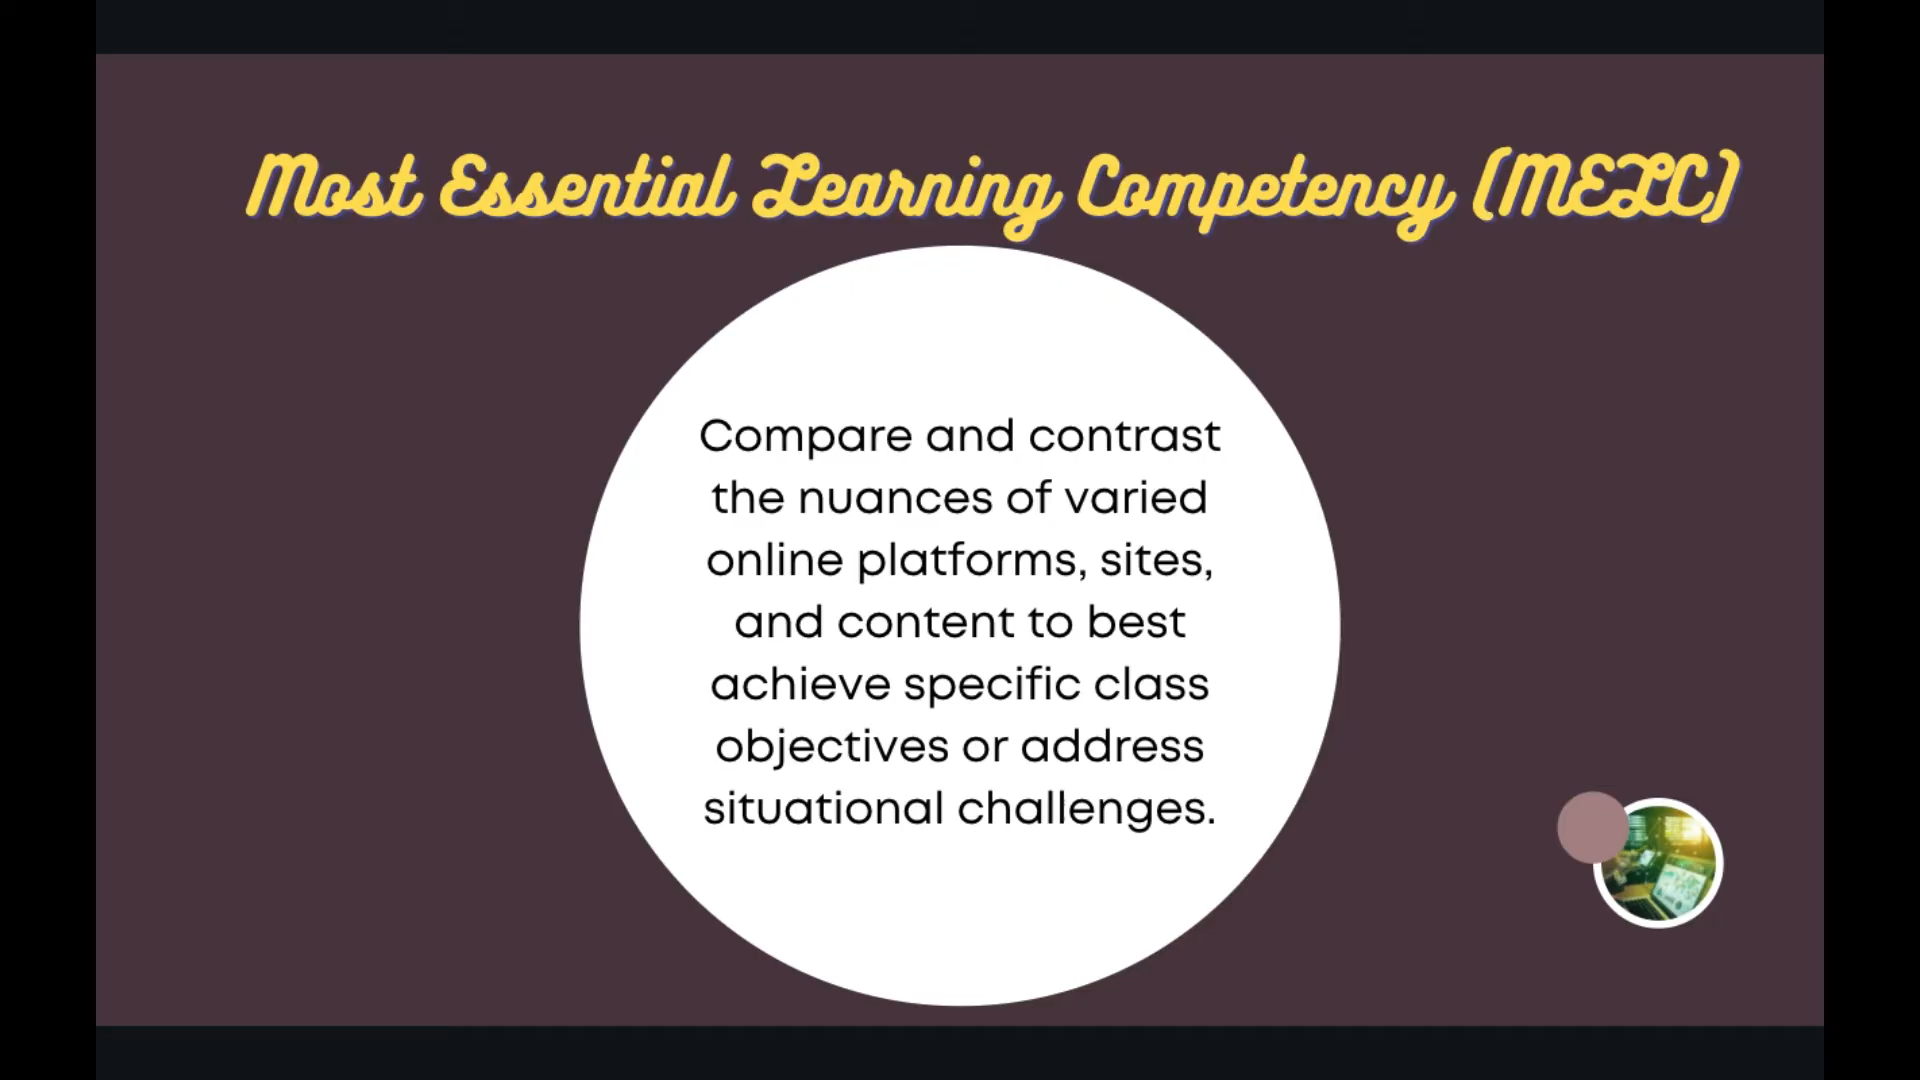 Most Essential Learning Competency (MELC)
Compare and contrast
the nuances of varied
online platforms, sites,
and content to best
achieve specific class
objectives or address
situational challenges.